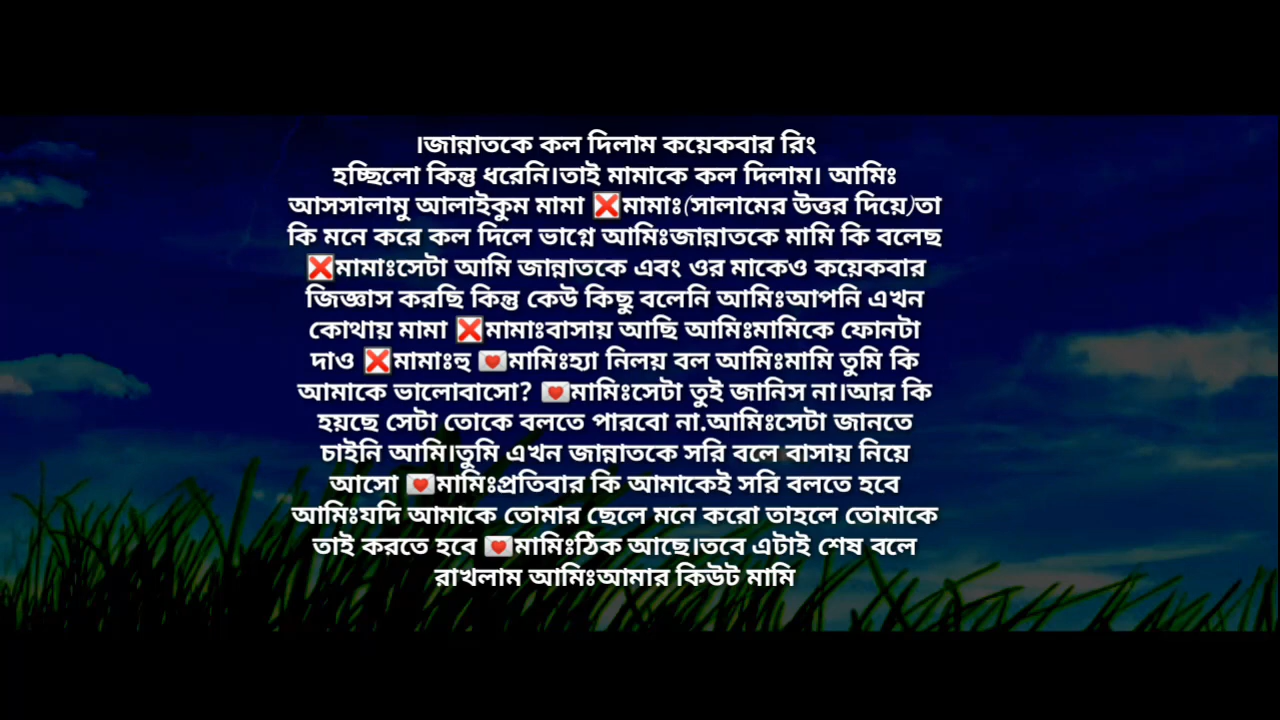 ।জান্নাতকে কল দিলাম কয়েকবার রিং
হচ্ছিলো কিন্তু ধরেনি।তাই মামাকে কল দিলাম। আমিঃ
আসসালামু আলাইকুম মামা ❌মামাঃ(সালামের উত্তর দিয়ে)তা
কি মনে করে কল দিলে ভাগ্নে আমিঃজান্নাতকে মামি কি বলেছ
❌মামাঃসেটা আমি জান্নাতকে এবং ওর মাকেও কয়েকবার
জিজ্ঞাস করছি কিন্তু কেউ কিছু বলেনি আমিঃআপনি এখন
কোথায় মামা ❌মামাঃবাসায় আছি আমিঃমামিকে ফোনটা
দাও ❌মামাঃহু 💌মামিঃহ্যা নিলয় বল আমিঃমামি তুমি কি
আমাকে ভালোবাসো? 💌মামিঃসেটা তুই জানিস না।আর কি
হয়ছে সেটা তোকে বলতে পারবো না.আমিঃসেটা জানতে
চাইনি আমি।তুমি এখন জান্নাতকে সরি বলে বাসায় নিয়ে
আসো 💌মামিঃপ্রতিবার কি আমাকেই সরি বলতে হবে
আমিঃযদি আমাকে তোমার ছেলে মনে করো তাহলে তোমাকে
তাই করতে হবে 💌মামিঃঠিক আছে।তবে এটাই শেষ বলে
রাখলাম আমিঃআমার কিউট মামি